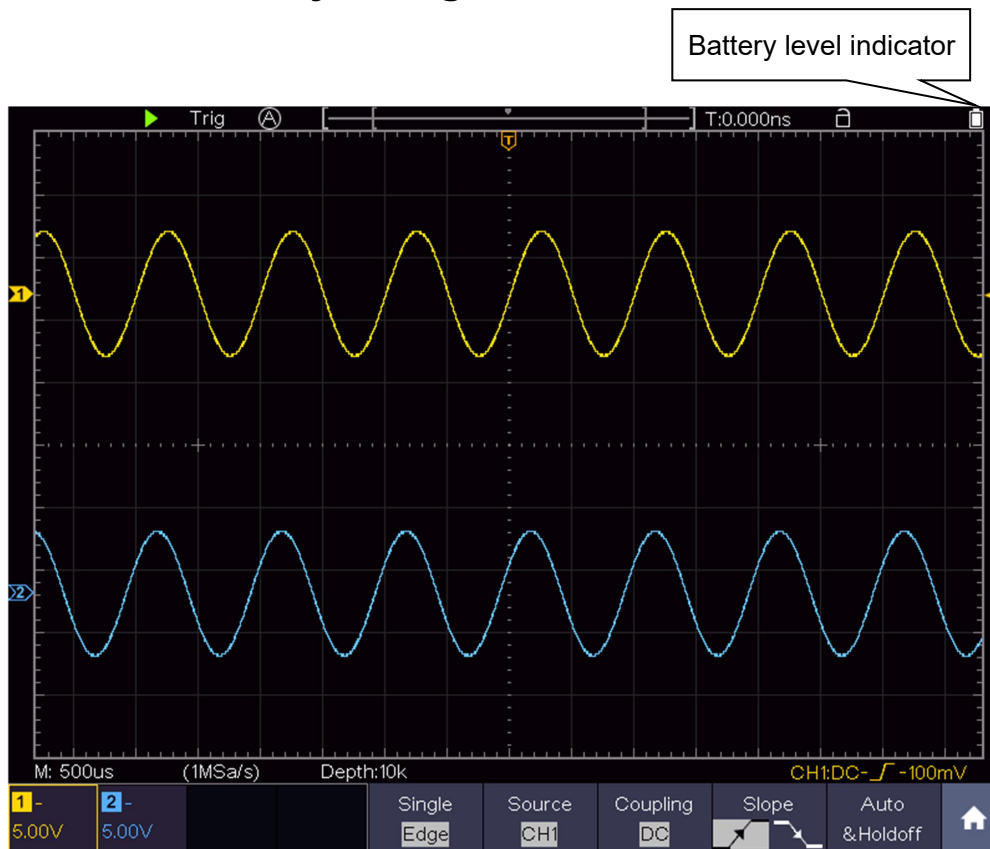 Battery level indicator
Trig A T:0.000ns
T
1
2
M: 500us (1MSa/s) Depth:10k CH1:DC- -100mV
1 - 2 - Single Source Coupling Slope Auto
5.00V 5.00V Edge CH1 DC &Holdoff